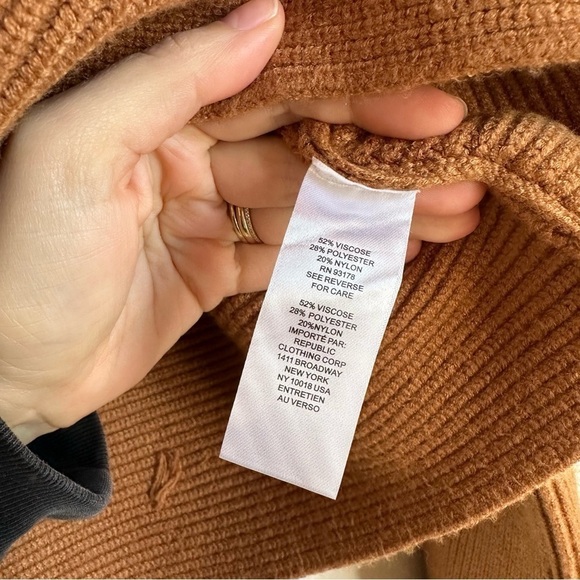 52% VISCOSE
28% POLYESTER
20% NYLON
RN 93178
SEE REVERSE
FOR CARE
52% VISCOSE
28% POLYESTER
20%NYLON
IMPORTÉ PAR:
REPUBLIC
CLOTHING CORP
1411 BROADWAY
NEW YORK
NY 10018 USA
ENTRETIEN
AU VERSO